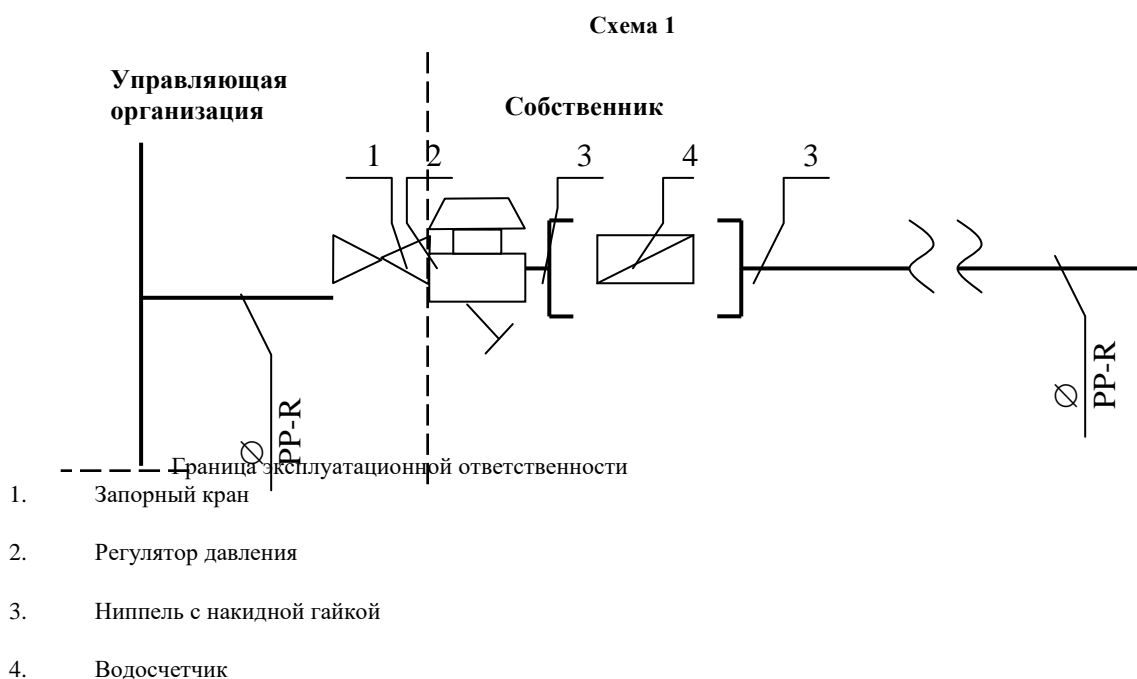 Схема 1
Управляющая
организация
Собственник
1 2 3 4 3
∅ PP-R
∅ PP-R
Граница эксплуатационной ответственности
1. Запорный кран
2. Регулятор давления
3. Ниппель с накидной гайкой
4. Водосчетчик